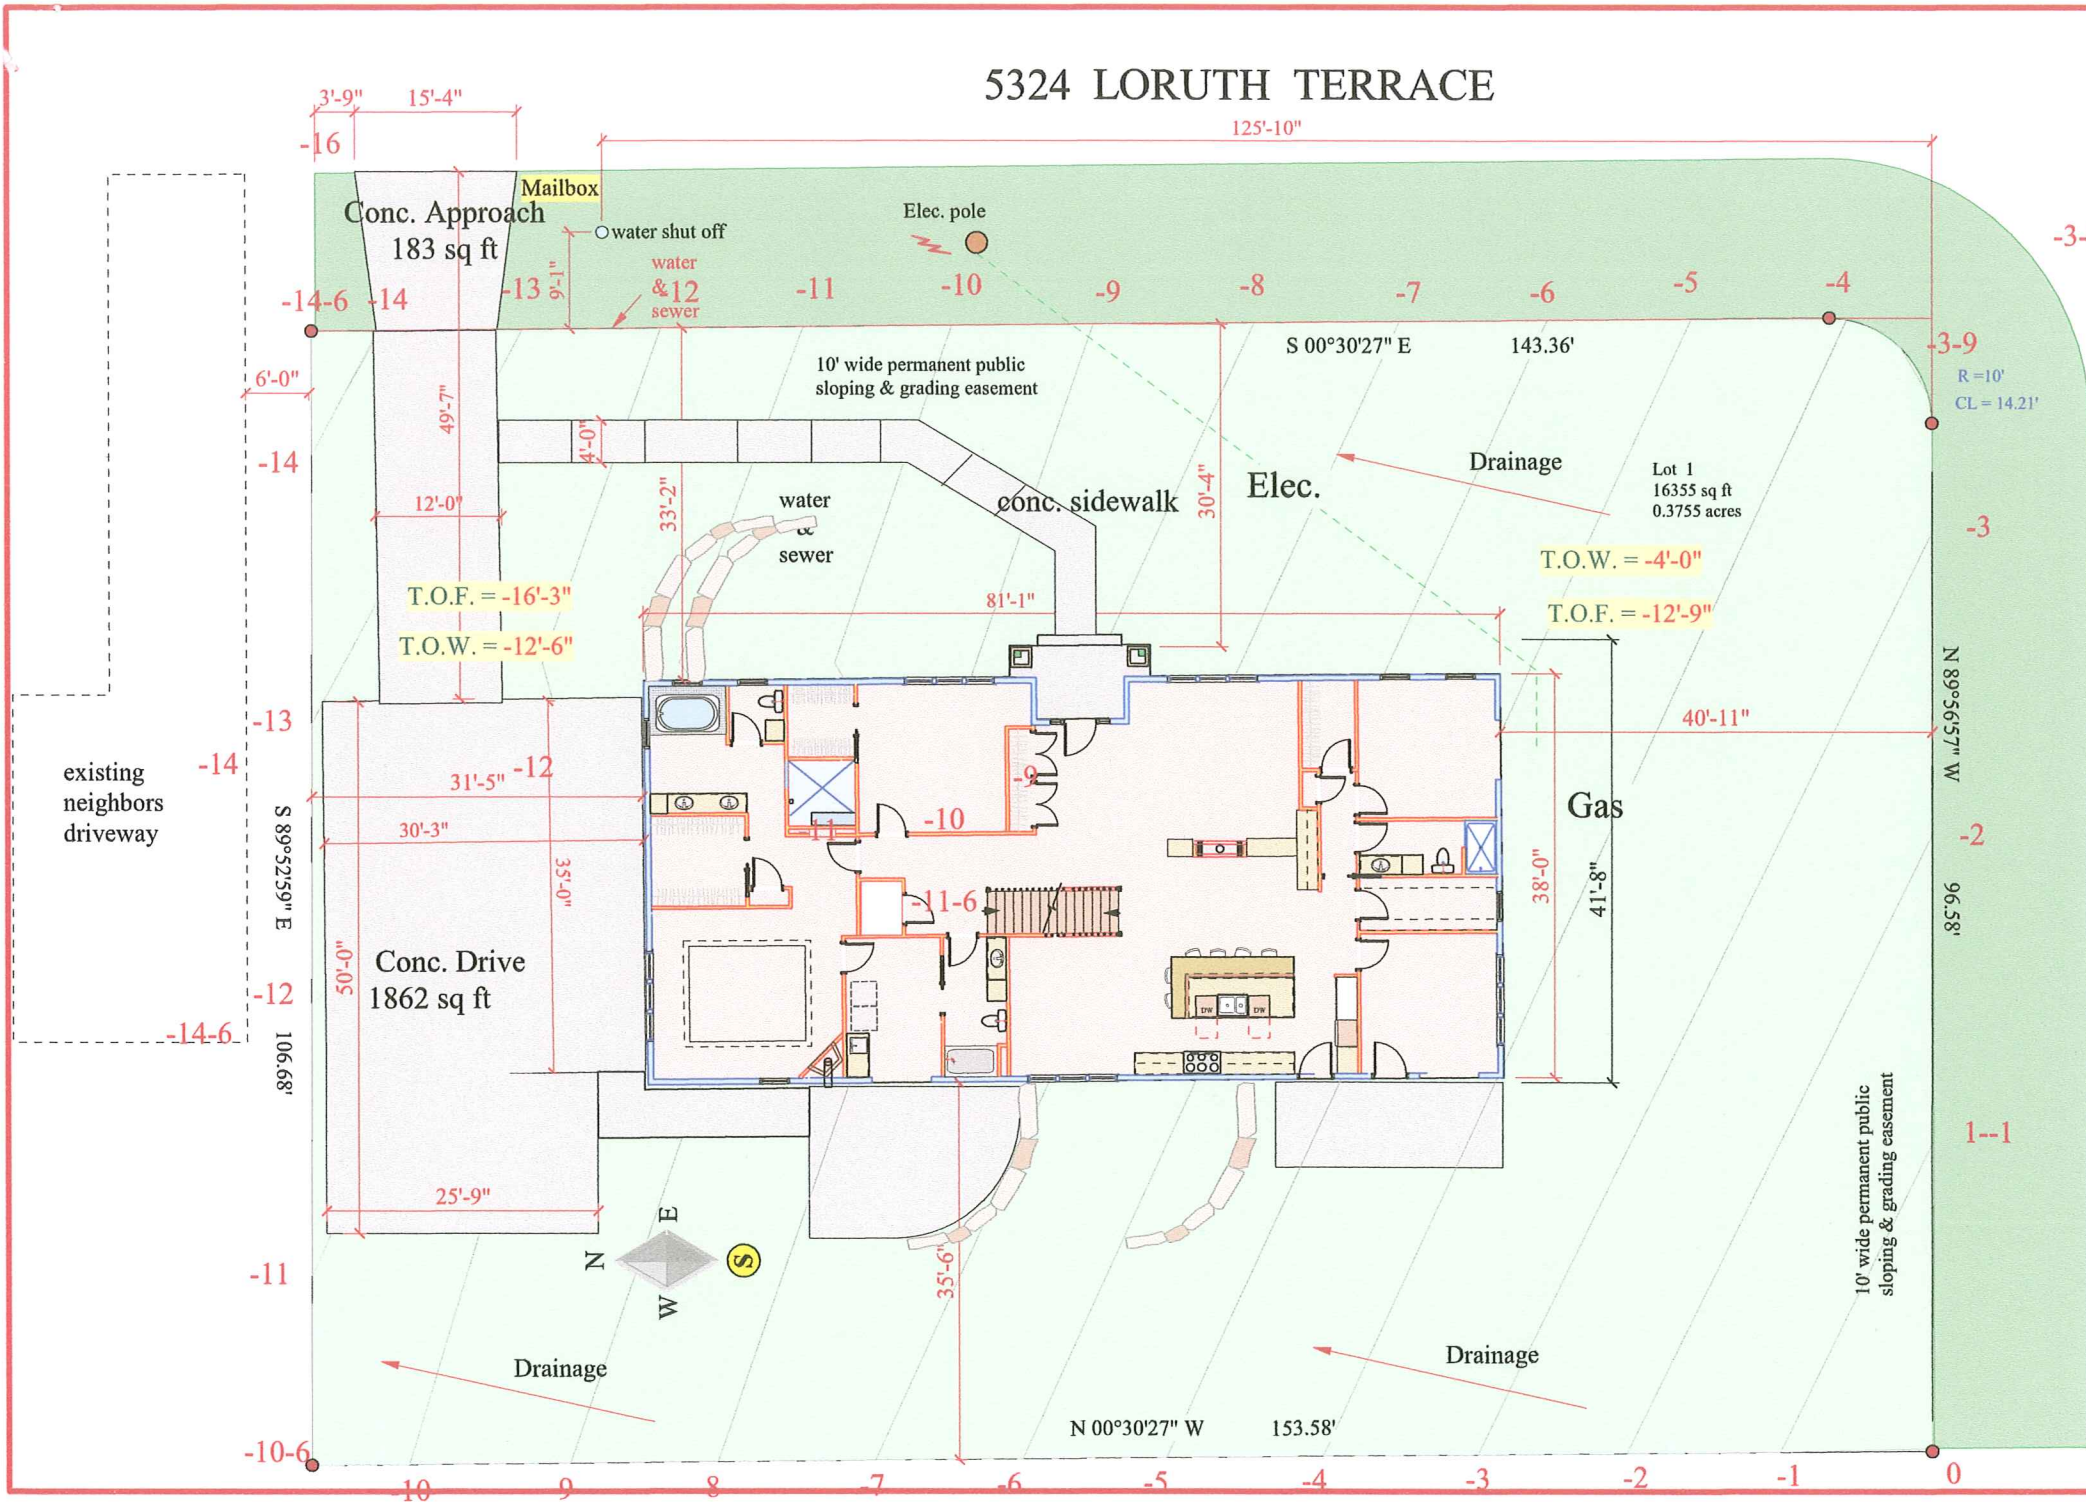 5324 LORUTH TERRACE
3'-9"
15'-4"
125'-10"
-16
Mailbox
Conc. Approach
183 sq ft
water shut off
Elec. pole
9'-1"
water
&
sewer
-14-6
-14
-13
-12
-11
-10
-9
-8
-7
-6
-5
-4
-3-
-3-9
S 00°30'27" E
143.36'
R =10'
CL = 14.21'
10' wide permanent public
sloping & grading easement
6'-0"
49'-7"
4'-0"
-14
12'-0"
33'-2"
water
&
sewer
conc. sidewalk
30'-4"
Elec.
Drainage
Lot 1
16355 sq ft
0.3755 acres
-3
T.O.W. = -4'-0"
T.O.F. = -12'-9"
T.O.F. = -16'-3"
T.O.W. = -12'-6"
81'-1"
N 89°56'57" W
96.58'
40'-11"
-13
-14
existing
neighbors
driveway
31'-5"
-12
30'-3"
35'-0"
S 89°52'59" E
106.68'
-9
-10
-11
-11-6
Gas
38'-0"
41'-8"
-2
50'-0"
Conc. Drive
1862 sq ft
-12
-14-6
DW
DW
1--1
10' wide permanent public
sloping & grading easement
25'-9"
E
N
S
W
35'-6"
-11
Drainage
Drainage
N 00°30'27" W
153.58'
-10-6
-10
9
8
-7
-6
-5
-4
-3
-2
-1
0